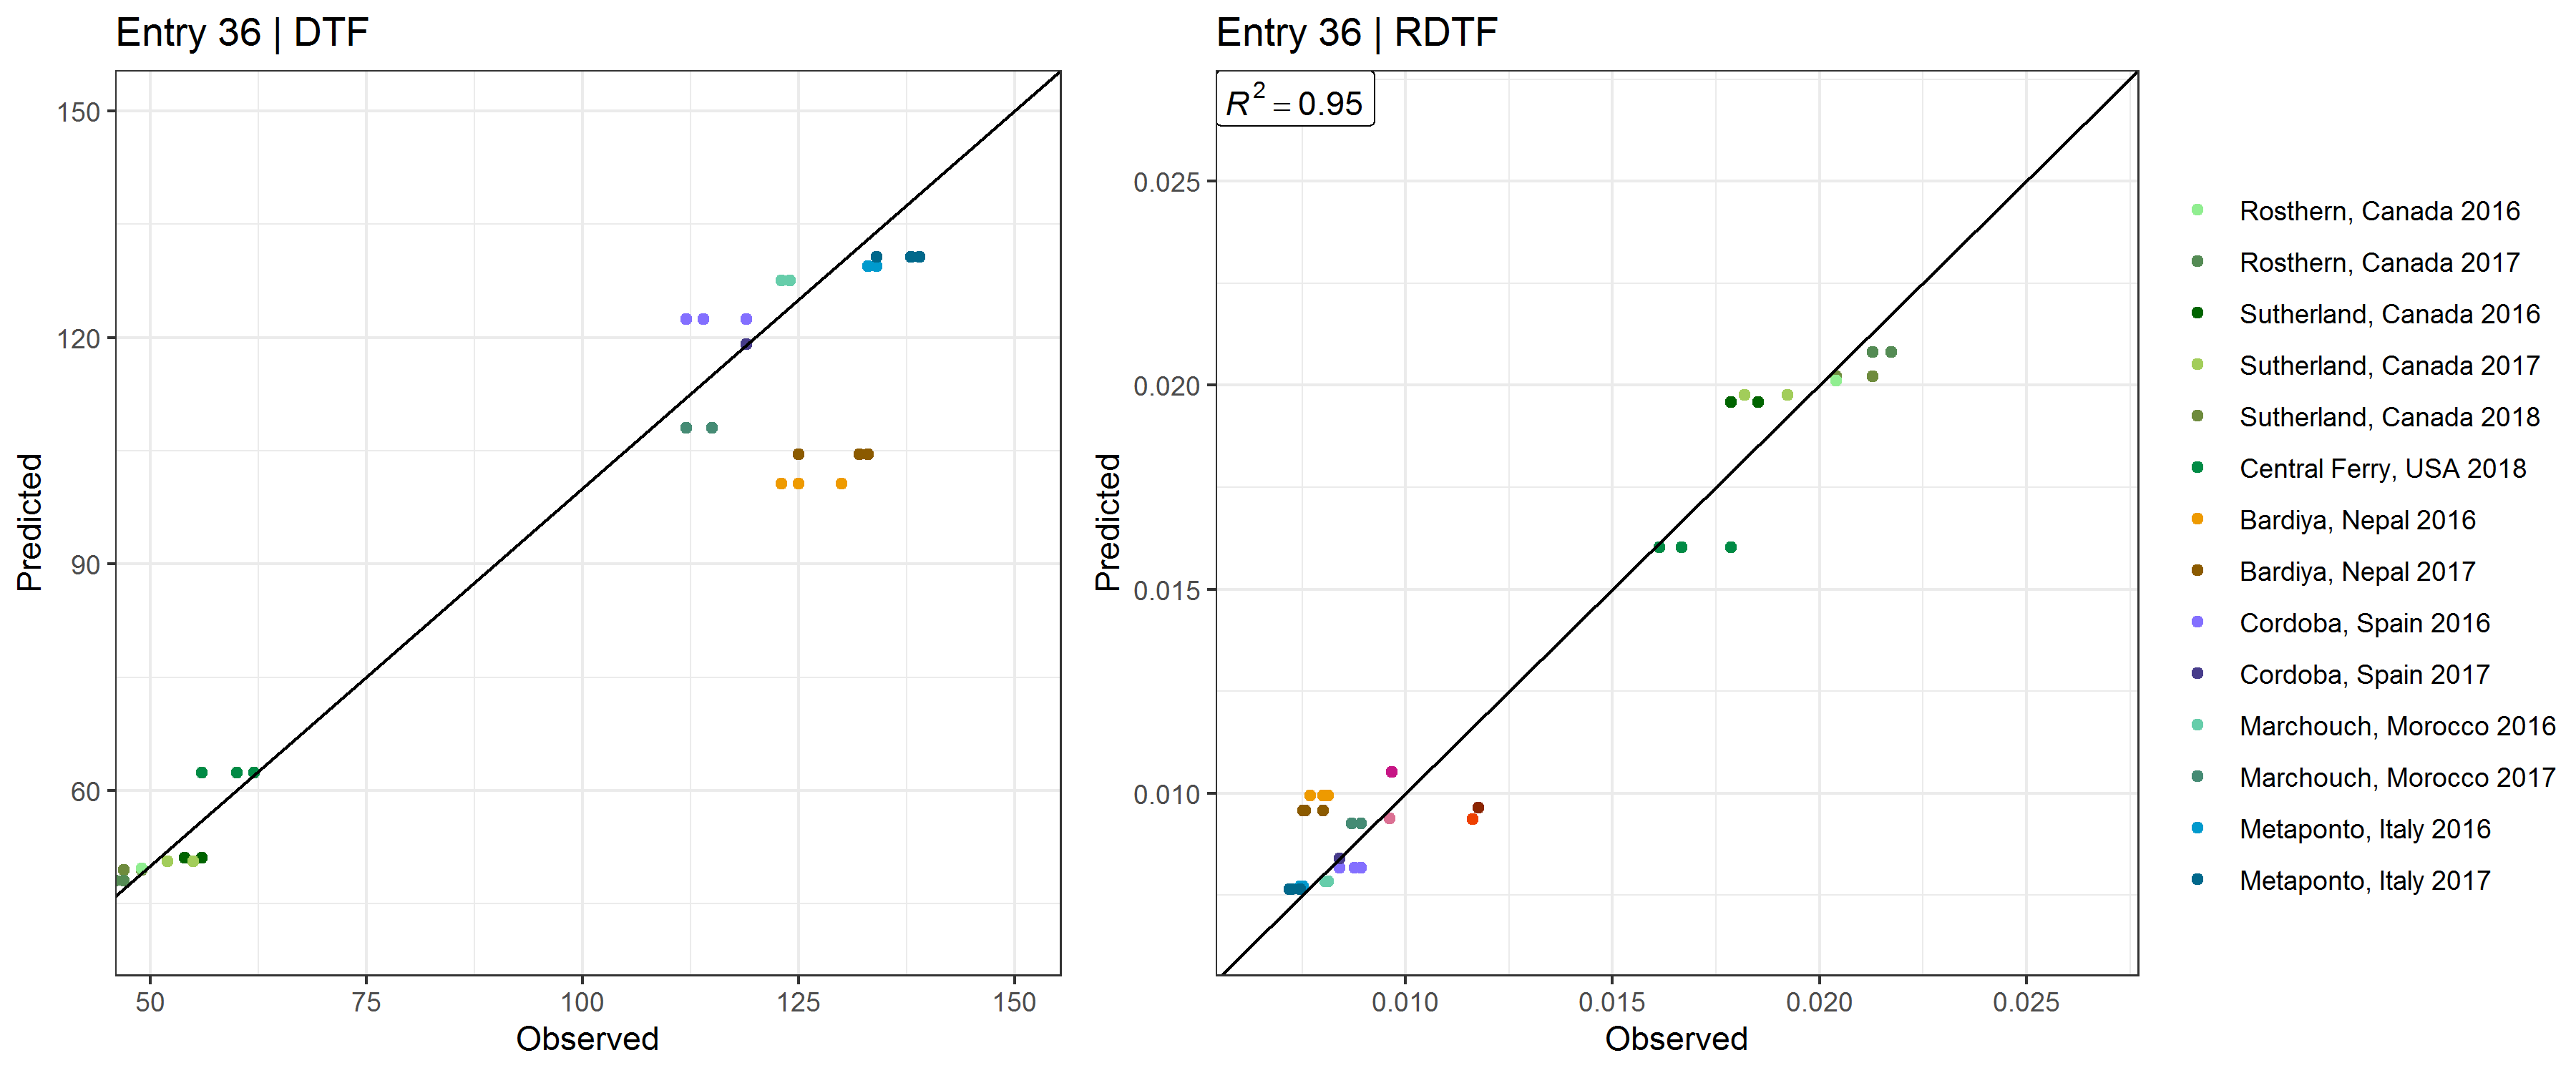 Entry 36 | DTF
150
120
90
60
Predicted
50 75 100 125 150
Observed
Entry 36 | RDTF
R² = 0.95
0.025
0.020
0.015
0.010
Predicted
0.010 0.015 0.020 0.025
Observed
Rosthern, Canada 2016
Rosthern, Canada 2017
Sutherland, Canada 2016
Sutherland, Canada 2017
Sutherland, Canada 2018
Central Ferry, USA 2018
Bardiya, Nepal 2016
Bardiya, Nepal 2017
Cordoba, Spain 2016
Cordoba, Spain 2017
Marchouch, Morocco 2016
Marchouch, Morocco 2017
Metaponto, Italy 2016
Metaponto, Italy 2017